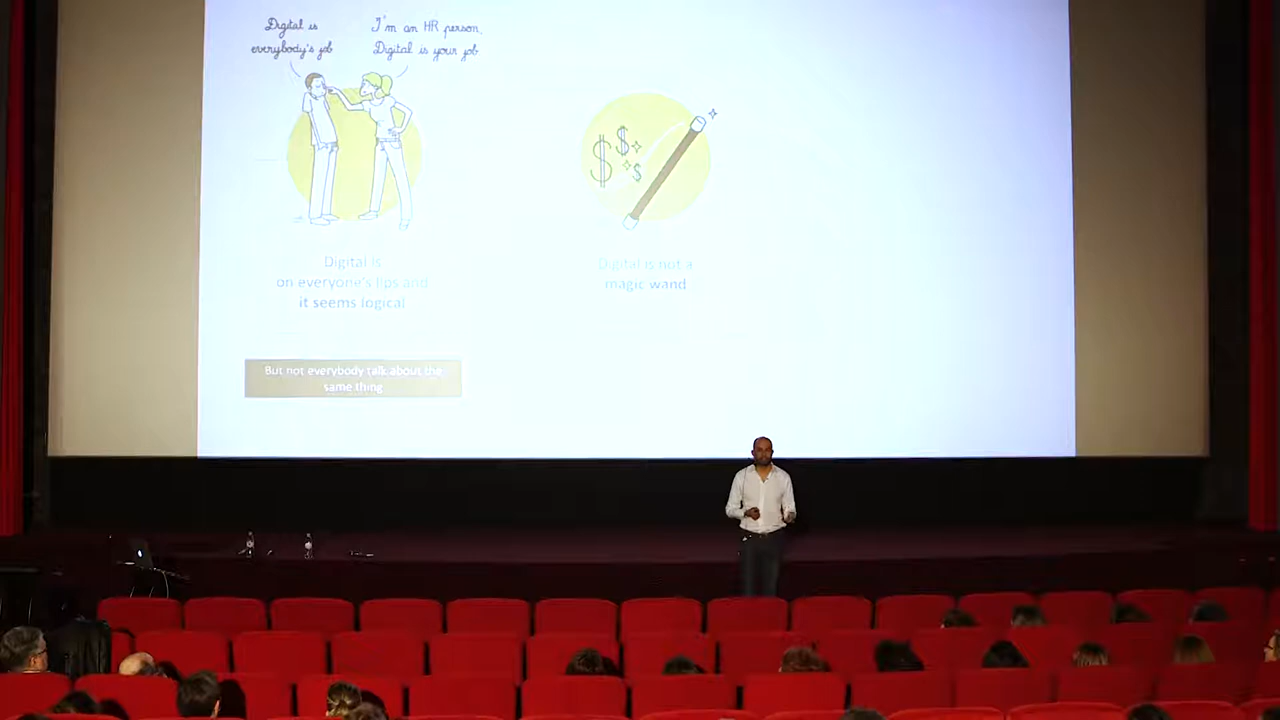 Digital is
everybody's job
I'm an HR person.
Digital is your job
Digital is
on everyone's lips and
it seems logical
Digital is not a
magic wand
But not everybody talk about the
same thing